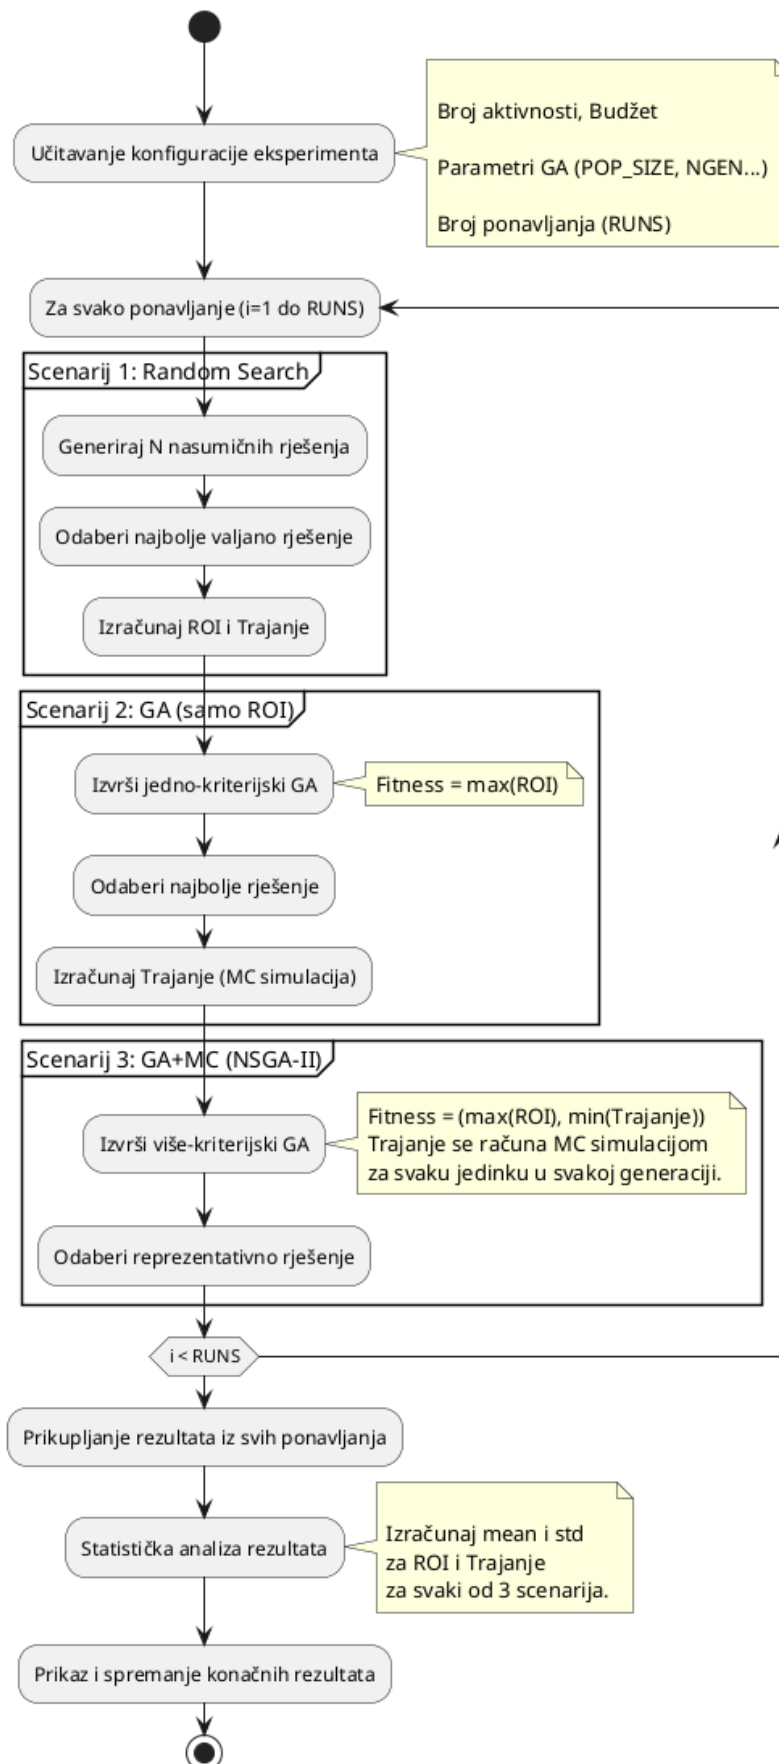 Učitavanje konfiguracije eksperimenta
Broj aktivnosti, Budžet
Parametri GA (POP_SIZE, NGEN...)
Broj ponavljanja (RUNS)
Za svako ponavljanje (i=1 do RUNS)
Scenarij 1: Random Search
Generiraj N nasumičnih rješenja
Odaberi najbolje valjano rješenje
Izračunaj ROI i Trajanje
Scenarij 2: GA (samo ROI)
Izvrši jedno-kriterijski GA
Fitness = max(ROI)
Odaberi najbolje rješenje
Izračunaj Trajanje (MC simulacija)
Scenarij 3: GA+MC (NSGA-II)
Izvrši više-kriterijski GA
Fitness = (max(ROI), min(Trajanje))
Trajanje se računa MC simulacijom
za svaku jedinku u svakoj generaciji.
Odaberi reprezentativno rješenje
i < RUNS
Prikupljanje rezultata iz svih ponavljanja
Statistička analiza rezultata
Izračunaj mean i std
za ROI i Trajanje
za svaki od 3 scenarija.
Prikaz i spremanje konačnih rezultata